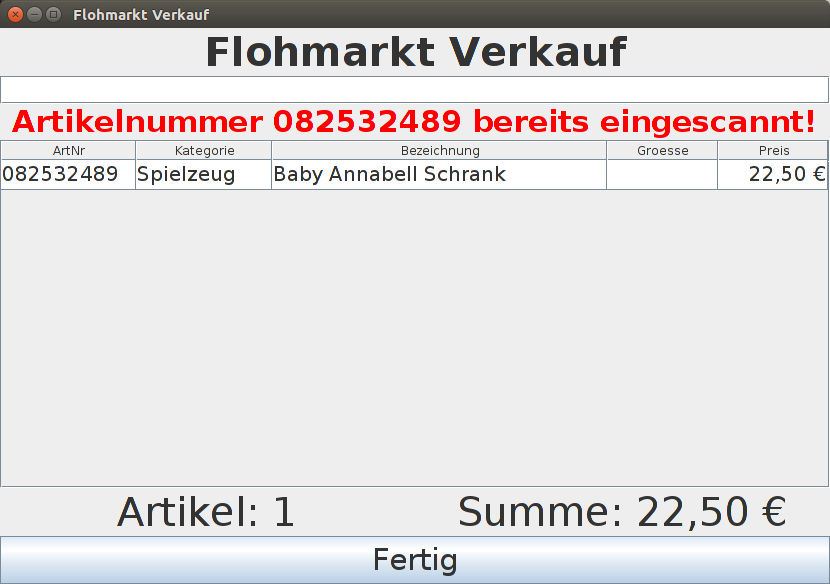 Flohmarkt Verkauf
Flohmarkt Verkauf
Artikelnummer 082532489 bereits eingescannt!
ArtNr Kategorie Bezeichnung Groesse Preis
082532489 Spielzeug Baby Annabell Schrank 22,50 €
Artikel: 1 Summe: 22,50 €
Fertig